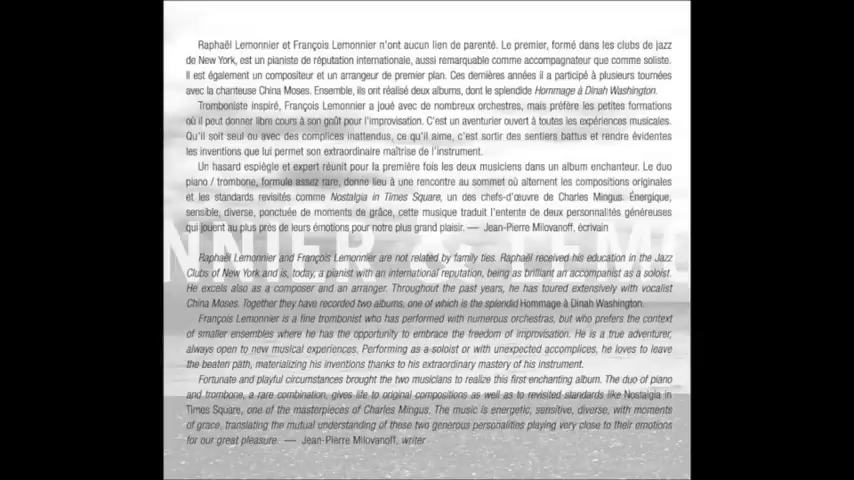 Raphaël Lemonnier et François Lemonnier n'ont aucun lien de parenté. Le premier, formé dans les clubs de jazz
de New York, est un pianiste de réputation internationale, aussi remarquable comme accompagnateur que comme soliste.
Il est également un compositeur et un arrangeur de premier plan. Ces dernières années il a participé à plusieurs tournées
avec la chanteuse China Moses. Ensemble, ils ont réalisé deux albums, dont le splendide Hommage à Dinah Washington.
Tromboniste inspiré, François Lemonnier a joué avec de nombreux orchestres, mais préfère les petites formations
où il peut donner libre cours à son goût pour l'improvisation. C'est un aventurier ouvert à toutes les expériences musicales.
Qu'il soit seul ou avec des complices inattendus, ce qu'il aime, c'est sortir des sentiers battus et rendre évidentes
les inventions que lui permet son extraordinaire maîtrise de l'instrument.
Un hasard espiègle et expert réunit pour la première fois les deux musiciens dans un album enchanteur. Le duo
piano / trombone, formule assez rare, donne lieu à une rencontre au sommet où alternent les compositions originales
et les standards revisités comme Nostalgia in Times Square, un des chefs-d'œuvre de Charles Mingus. Énergique,
sensible, diverse, ponctuée de moments de grâce, cette musique traduit l'entente de deux personnalités généreuses
qui jouent au plus près de leurs émotions pour notre plus grand plaisir. — Jean-Pierre Milovanoff, écrivain
NNIER & LEM
Raphaël Lemonnier and François Lemonnier are not related by family ties. Raphaël received his education in the Jazz
Clubs of New York and is, today, a pianist with an international reputation, being as brilliant an accompanist as a soloist.
He excels also as a composer and an arranger. Throughout the past years, he has toured extensively with vocalist
China Moses. Together they have recorded two albums, one of which is the splendid Hommage à Dinah Washington.
François Lemonnier is a fine trombonist who has performed with numerous orchestras, but who prefers the context
of smaller ensembles where he has the opportunity to embrace the freedom of improvisation. He is a true adventurer,
always open to new musical experiences. Performing as a soloist or with unexpected accomplices, he loves to leave
the beaten path, materializing his inventions thanks to his extraordinary mastery of his instrument.
Fortunate and playful circumstances brought the two musicians to realize this first enchanting album. The duo of piano
and trombone, a rare combination, gives life to original compositions as well as to revisited standards like Nostalgia in
Times Square, one of the masterpieces of Charles Mingus. The music is energetic, sensitive, diverse, with moments
of grace, translating the mutual understanding of these two generous personalities playing very close to their emotions
for our great pleasure. — Jean-Pierre Milovanoff, writer